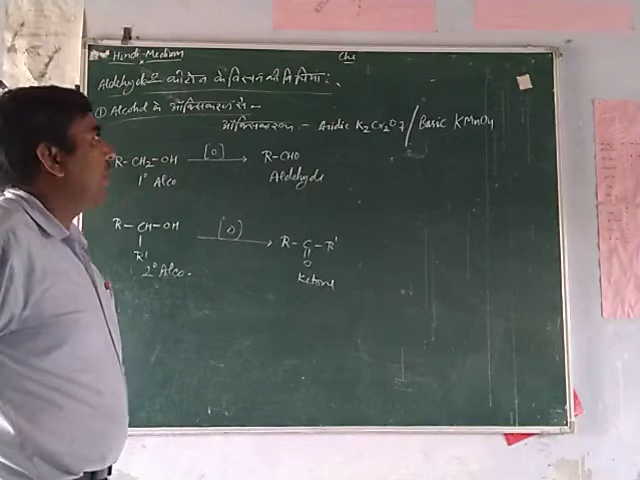 Hindi-Medium
Che
Aldehyde व कीटोन के विरचन की विधियां :-
① Alcohol के ऑक्सिकरण से -
ऑक्सिकरण - Acidic K2Cr2O7 / Basic KMnO4
R-CH2-OH [O] → R-CHO
1° Alco Aldehyde
R-CH-OH [O] → R-C-R'
R' O
2° Alco. Ketone